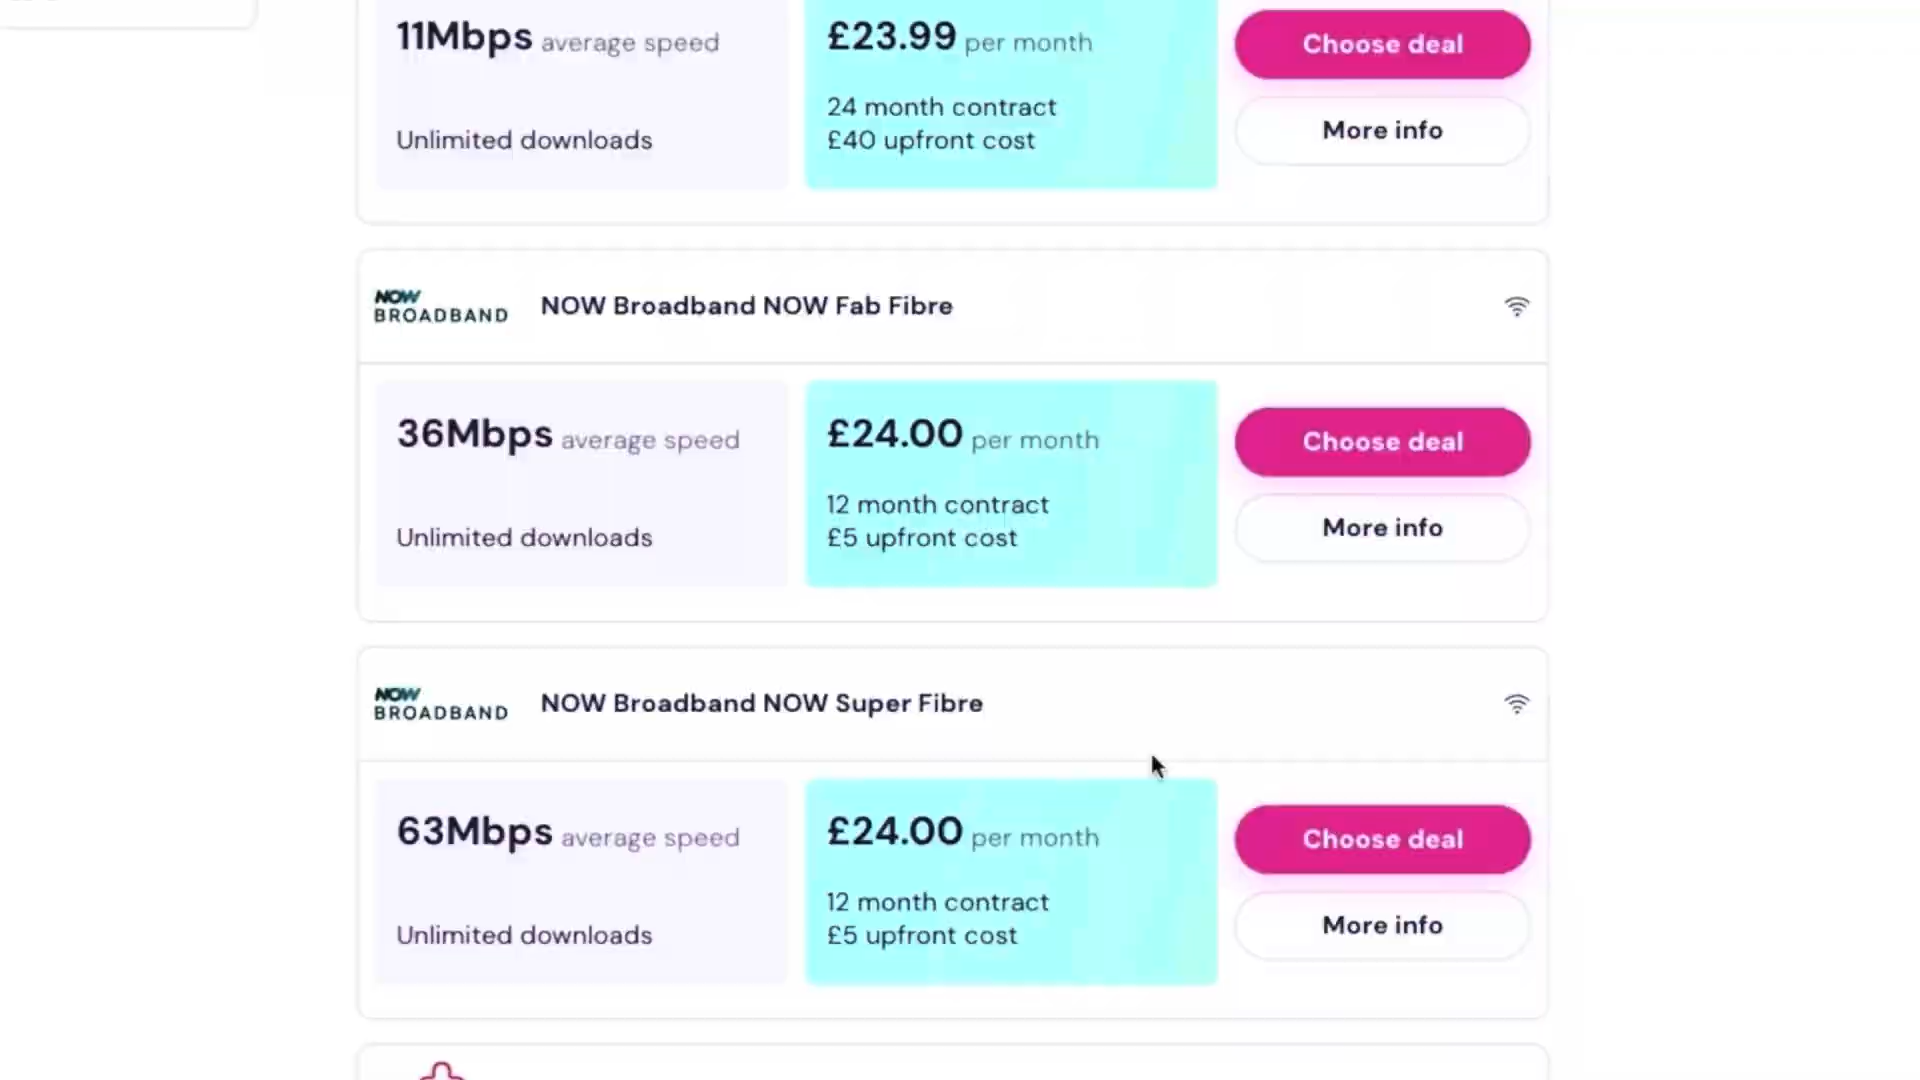 11Mbps average speed
Unlimited downloads
£23.99 per month
24 month contract
£40 upfront cost
Choose deal
More info
NOW
BROADBAND
NOW Broadband NOW Fab Fibre
36Mbps average speed
Unlimited downloads
£24.00 per month
12 month contract
£5 upfront cost
Choose deal
More info
NOW
BROADBAND
NOW Broadband NOW Super Fibre
63Mbps average speed
Unlimited downloads
£24.00 per month
12 month contract
£5 upfront cost
Choose deal
More info